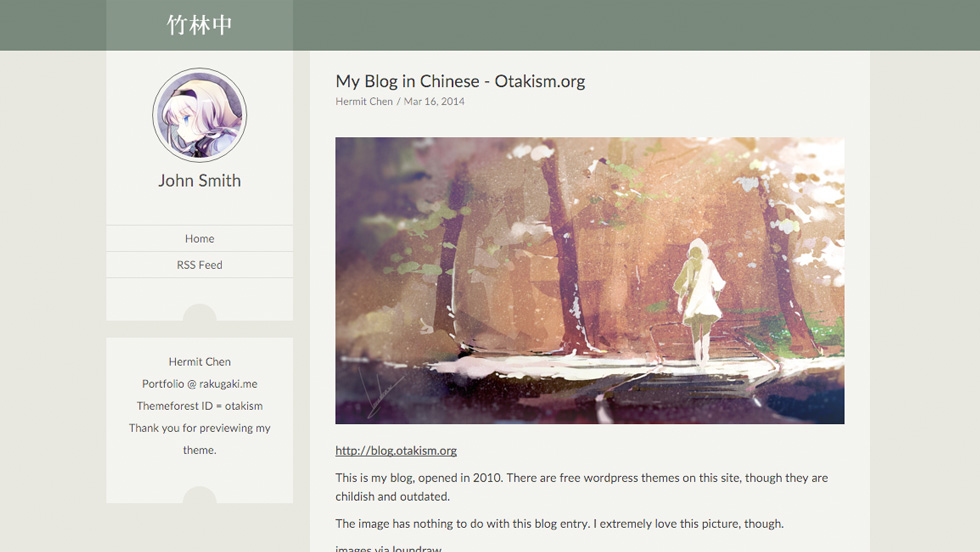 竹林中
John Smith
Home
RSS Feed
Hermit Chen
Portfolio @ rakugaki.me
Themeforest ID = otakism
Thank you for previewing my
theme.
My Blog in Chinese - Otakism.org
Hermit Chen / Mar 16, 2014
http://blog.otakism.org
This is my blog, opened in 2010. There are free wordpress themes on this site, though they are
childish and outdated.
The image has nothing to do with this blog entry. I extremely love this picture, though.
images via loundraw